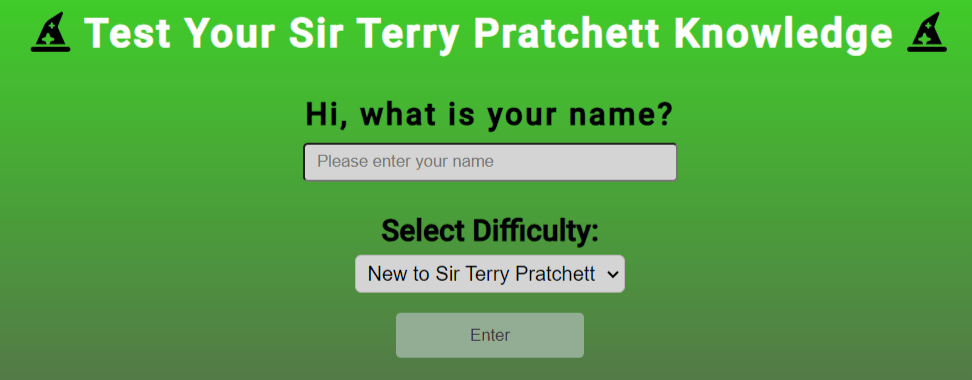 Test Your Sir Terry Pratchett Knowledge
Hi, what is your name?
Please enter your name
Select Difficulty:
New to Sir Terry Pratchett
Enter